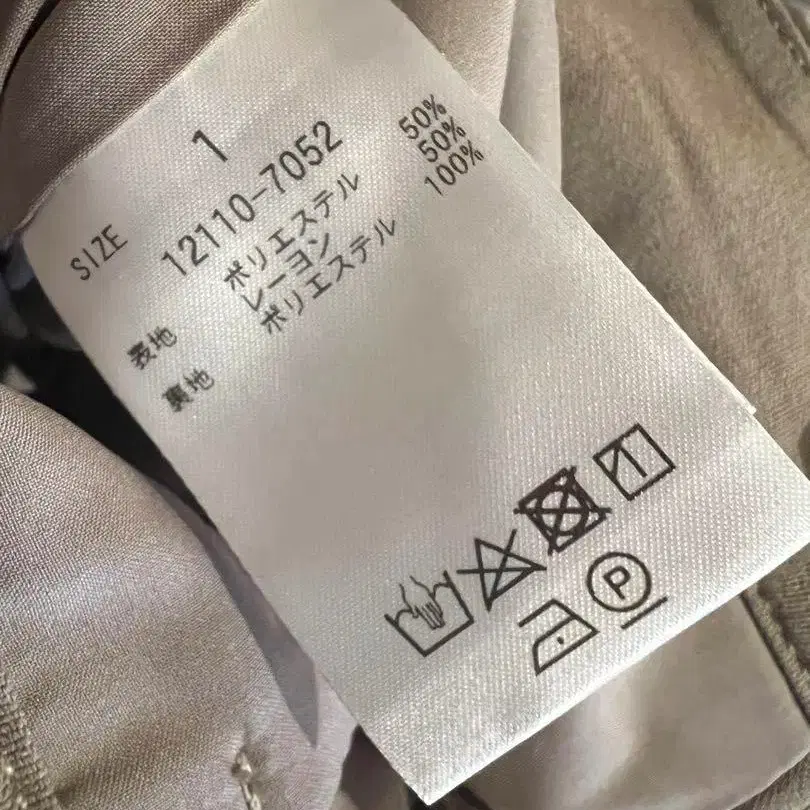 SIZE 1
12110-7052
表地 ポリエステル 50%
レーヨン 50%
裏地 ポリエステル 100%
P